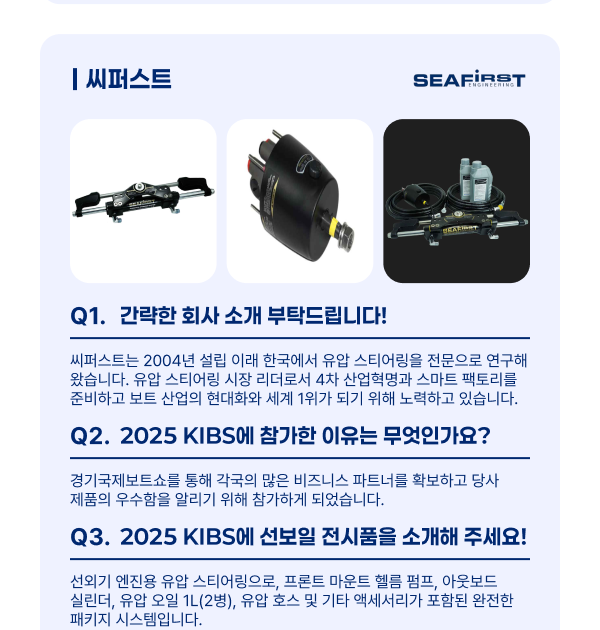 씨퍼스트
SEAFiRST
ENGINEERING
SEAFiRST
Q1. 간략한 회사 소개 부탁드립니다!
씨퍼스트는 2004년 설립 이래 한국에서 유압 스티어링을 전문으로 연구해
왔습니다. 유압 스티어링 시장 리더로서 4차 산업혁명과 스마트 팩토리를
준비하고 보트 산업의 현대화와 세계 1위가 되기 위해 노력하고 있습니다.
Q2. 2025 KIBS에 참가한 이유는 무엇인가요?
경기국제보트쇼를 통해 각국의 많은 비즈니스 파트너를 확보하고 당사
제품의 우수함을 알리기 위해 참가하게 되었습니다.
Q3. 2025 KIBS에 선보일 전시품을 소개해 주세요!
선외기 엔진용 유압 스티어링으로, 프론트 마운트 헬름 펌프, 아웃보드
실린더, 유압 오일 1L(2병), 유압 호스 및 기타 액세서리가 포함된 완전한
패키지 시스템입니다.